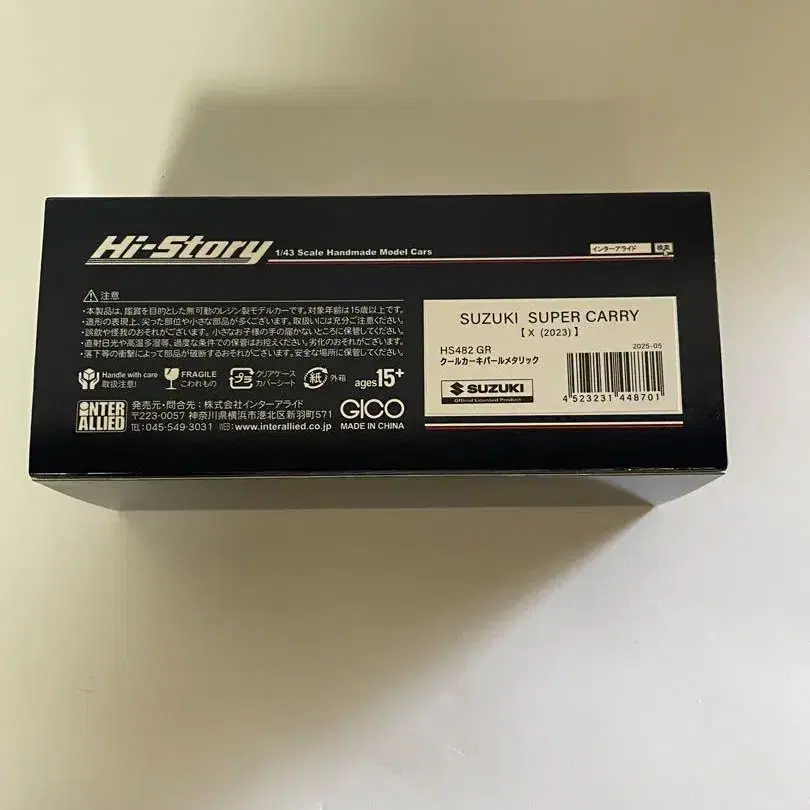 Hi-Story
1/43 Scale Handmade Model Cars
インターアライド 検索
注意
・本製品は、鑑賞を目的とした無可動のレジン製モデルカーです。対象年齢は15歳以上です。
・造形の表現上、尖った部位や小さな部品が多くございます。取扱いには充分ご注意ください。
・誤飲や怪我のおそれがございます。小さなお子様の手の届かないところに保管してください。
・直射日光や高温多湿等、過度な条件での保管はお控えください。劣化のおそれがございます。
・落下等の衝撃によって部品が破断するおそれがございます。安全な場所に保管してください。
Handle with care
取扱注意!
FRAGILE
こわれもの
プラ
クリアケース
カバーシート
紙
外箱
ages15+
INTER
ALLIED
発売元・問合先:株式会社インターアライド
〒223-0057 神奈川県横浜市港北区新羽町571
TEL:045-549-3031 WEB:www.interallied.co.jp
GICO
MADE IN CHINA
SUZUKI SUPER CARRY
【 X (2023) 】
HS482 GR
2025-05
クールカーキパールメタリック
SUZUKI
Official Licensed Product
4 523231 448701